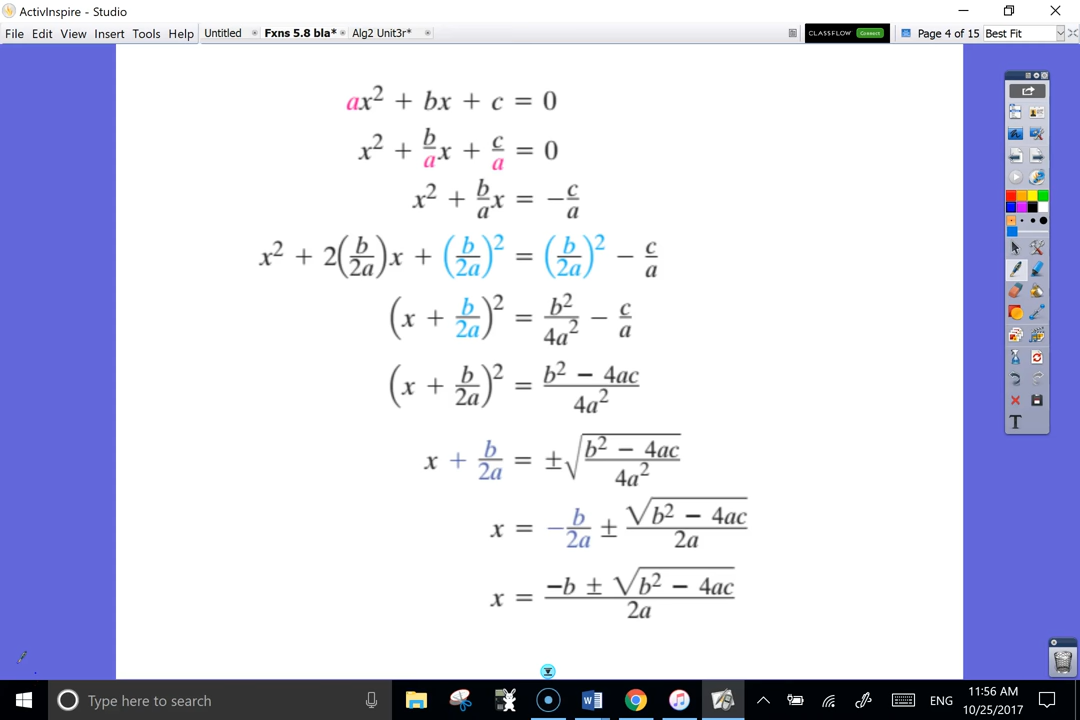 ActivInspire - Studio
File Edit View Insert Tools Help Untitled Fxns 5.8 bla* Alg2 Unit3r* CLASSFLOW Connect Page 4 of 15 Best Fit
ax² + bx + c = 0
x² + b/a x + c/a = 0
x² + b/a x = −c/a
x² + 2(b/2a)x + (b/2a)² = (b/2a)² − c/a
(x + b/2a)² = b²/4a² − c/a
(x + b/2a)² = (b² − 4ac)/4a²
x + b/2a = ±√((b² − 4ac)/4a²)
x = −b/2a ± √(b² − 4ac)/2a
x = (−b ± √(b² − 4ac))/2a
T
Type here to search
ENG
11:56 AM
10/25/2017